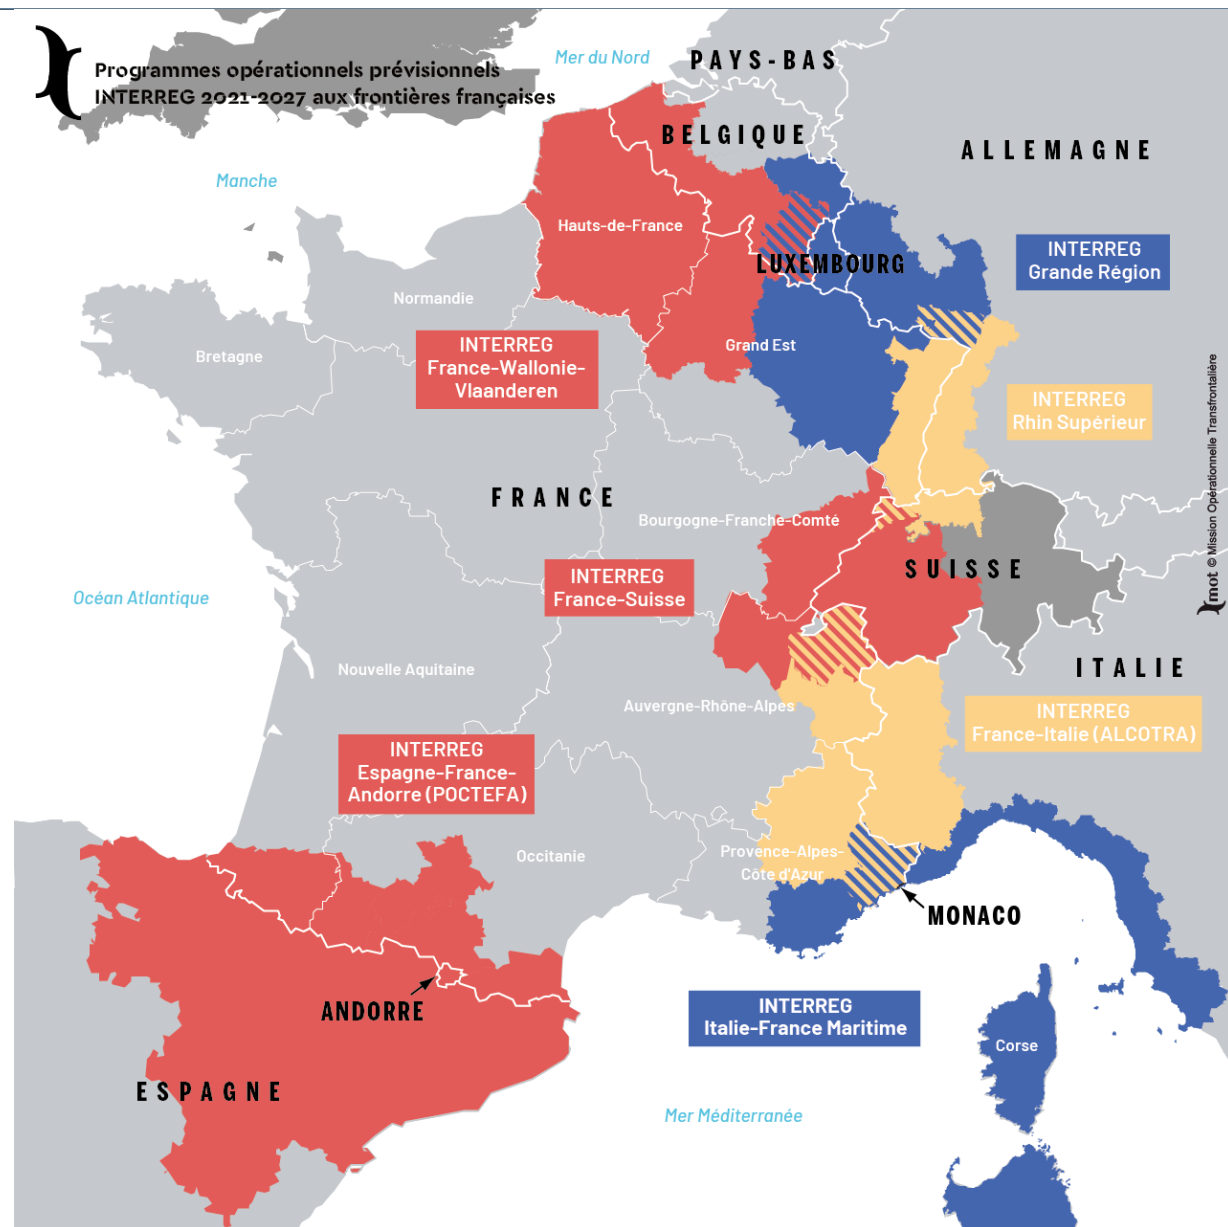 Programmes opérationnels prévisionnels
INTERREG 2021-2027 aux frontières françaises
Mer du Nord
PAYS-BAS
BELGIQUE
ALLEMAGNE
Manche
Hauts-de-France
LUXEMBOURG
INTERREG
Grande Région
Normandie
Bretagne
Grand Est
INTERREG
France-Wallonie-
Vlaanderen
INTERREG
Rhin Supérieur
FRANCE
Bourgogne-Franche-Comté
SUISSE
INTERREG
France-Suisse
Océan Atlantique
mot © Mission Opérationnelle Transfrontalière
Nouvelle Aquitaine
ITALIE
Auvergne-Rhône-Alpes
INTERREG
France-Italie (ALCOTRA)
INTERREG
Espagne-France-
Andorre (POCTEFA)
Occitanie
Provence-Alpes-
Côte d'Azur
MONACO
ANDORRE
INTERREG
Italie-France Maritime
Corse
ESPAGNE
Mer Méditerranée